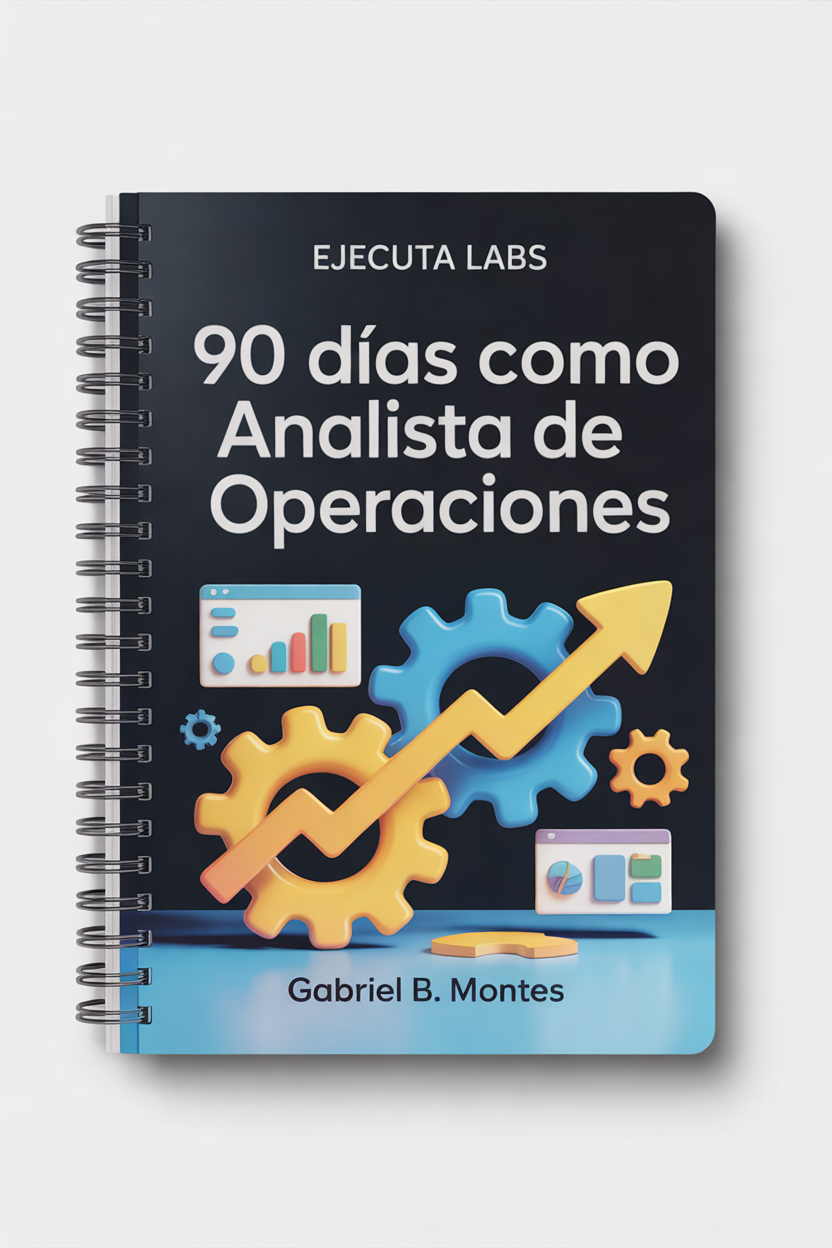 EJECUTA LABS
90 días como
Analista de
Operaciones
Gabriel B. Montes